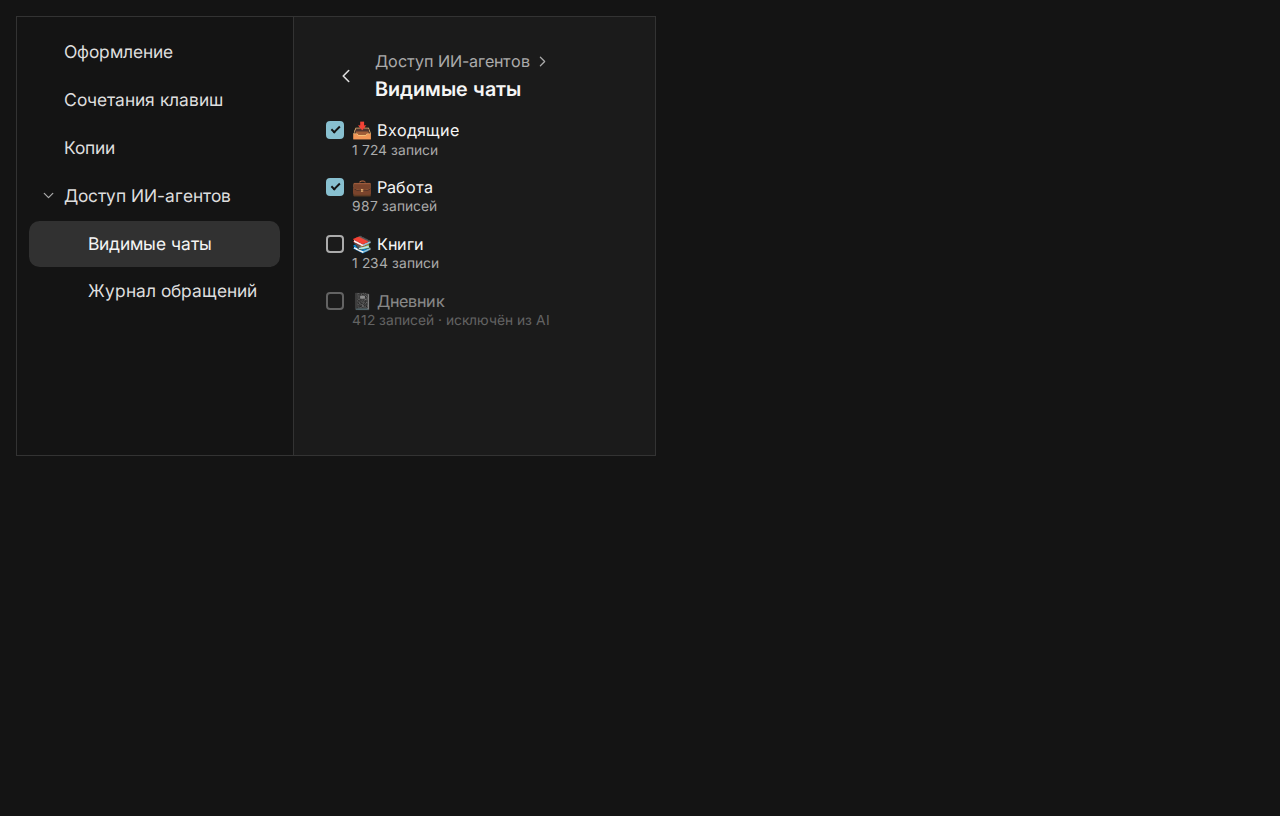 Оформление
Сочетания клавиш
Копии
Доступ ИИ-агентов
Видимые чаты
Журнал обращений
Доступ ИИ-агентов
Видимые чаты
📥 Входящие
1 724 записи
💼 Работа
987 записей
📚 Книги
1 234 записи
📓 Дневник
412 записей · исключён из AI